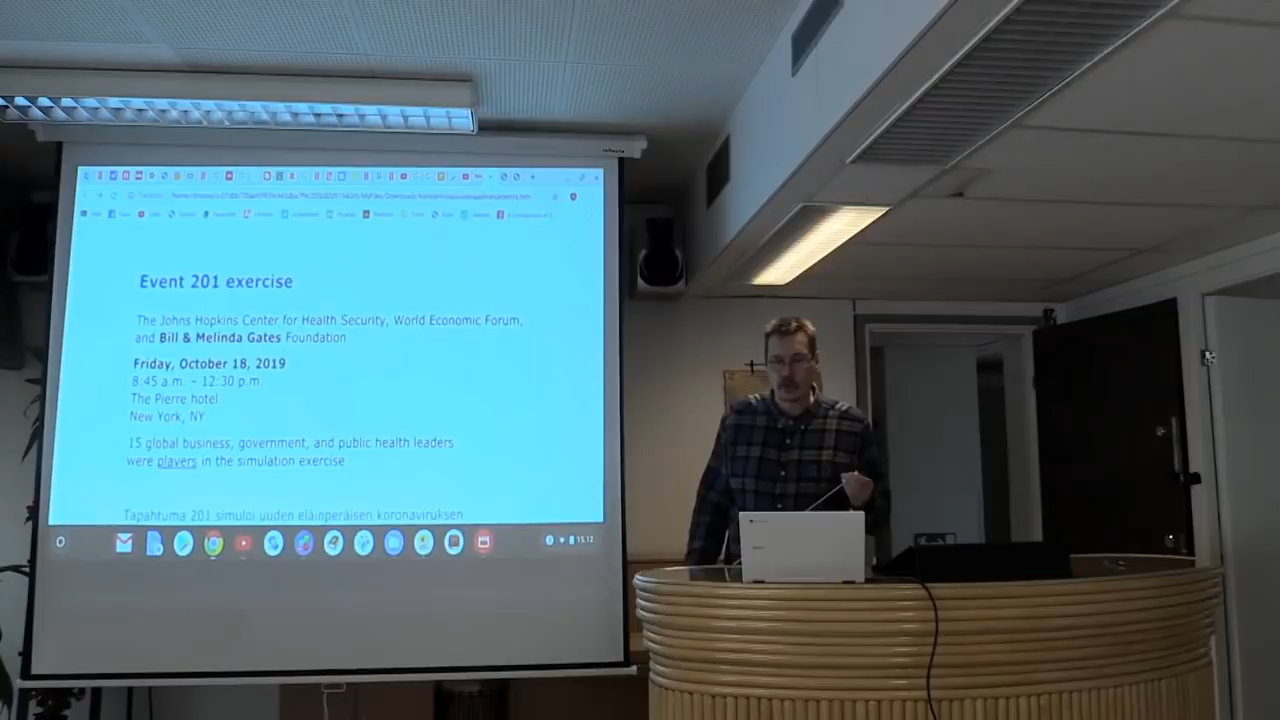 Event 201 exercise
The Johns Hopkins Center for Health Security, World Economic Forum,
and Bill & Melinda Gates Foundation
Friday, October 18, 2019
8:45 a.m. – 12:30 p.m.
The Pierre hotel
New York, NY
15 global business, government, and public health leaders
were players in the simulation exercise
Tapahtuma 201 simuloi uuden eläinperäisen koronaviruksen
15.12